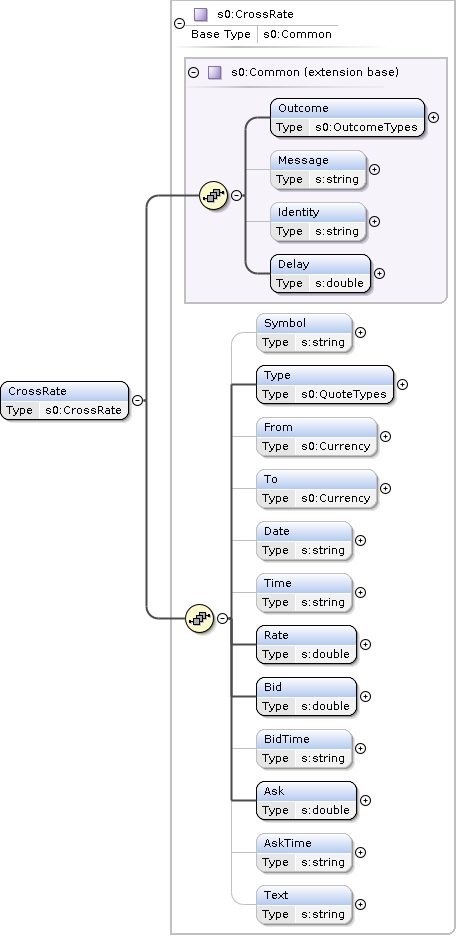 s0:CrossRate
Base Type s0:Common
s0:Common (extension base)
Outcome
Type s0:OutcomeTypes
Message
Type s:string
Identity
Type s:string
Delay
Type s:double
CrossRate
Type s0:CrossRate
Symbol
Type s:string
Type
Type s0:QuoteTypes
From
Type s0:Currency
To
Type s0:Currency
Date
Type s:string
Time
Type s:string
Rate
Type s:double
Bid
Type s:double
BidTime
Type s:string
Ask
Type s:double
AskTime
Type s:string
Text
Type s:string